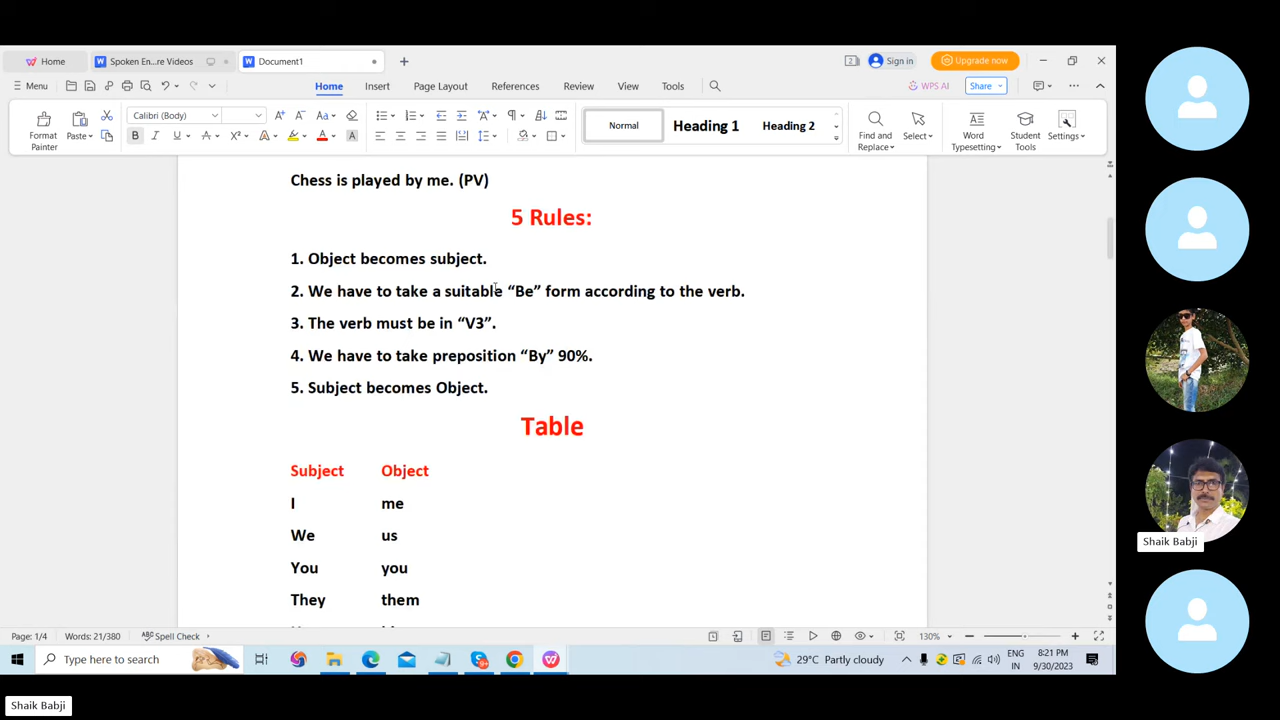 Home
Spoken En...re Videos
Document1
Sign in
Upgrade now
Menu
Home
Insert
Page Layout
References
Review
View
Tools
WPS AI
Share
Format
Painter
Paste
Calibri (Body)
Normal
Heading 1
Heading 2
Find and
Replace
Select
Word
Typesetting
Student
Tools
Settings
Chess is played by me. (PV)
5 Rules:
1. Object becomes subject.
2. We have to take a suitable “Be” form according to the verb.
3. The verb must be in “V3”.
4. We have to take preposition “By” 90%.
5. Subject becomes Object.
Table
Subject Object
I me
We us
You you
They them
Shaik Babji
Page: 1/4 Words: 21/380 Spell Check
130%
Type here to search
29°C Partly cloudy
ENG
IN
8:21 PM
9/30/2023
Shaik Babji